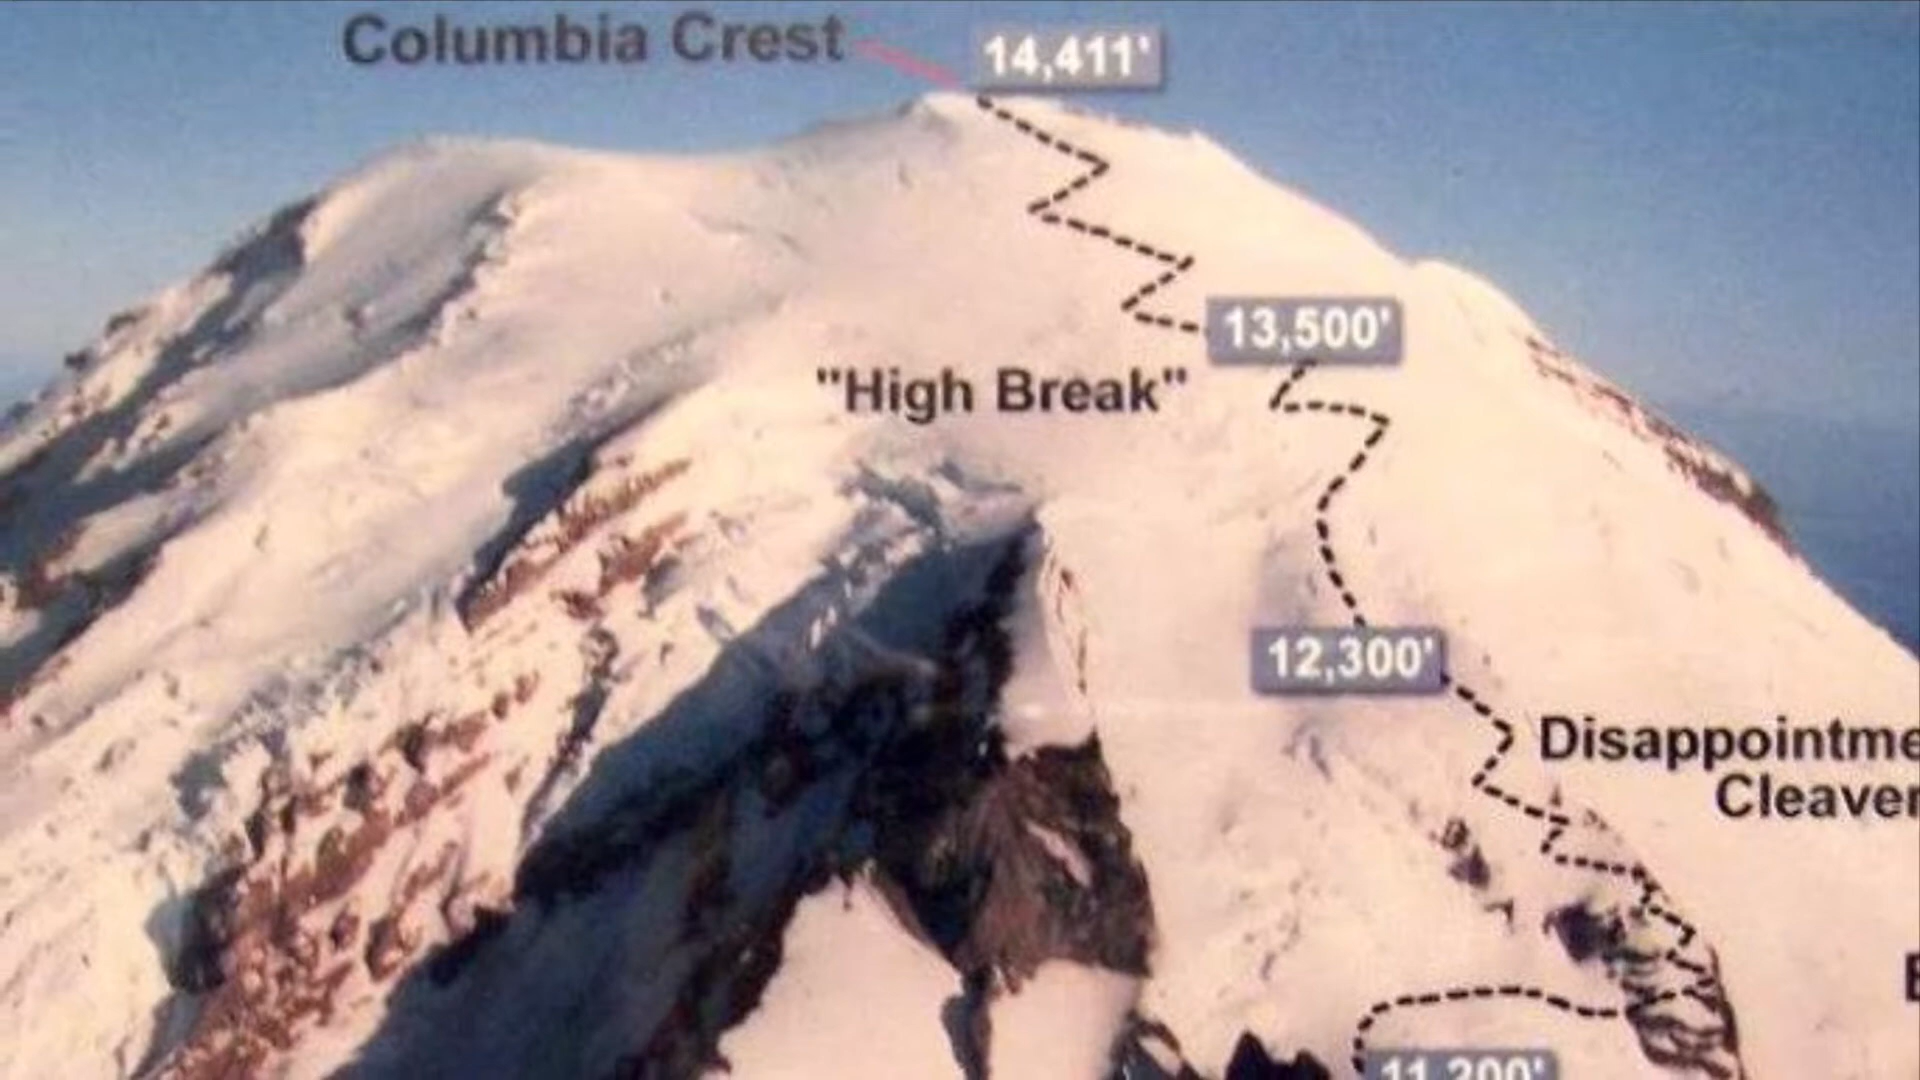 Columbia Crest
14,411'
13,500'
"High Break"
12,300'
Disappointme
Cleaver